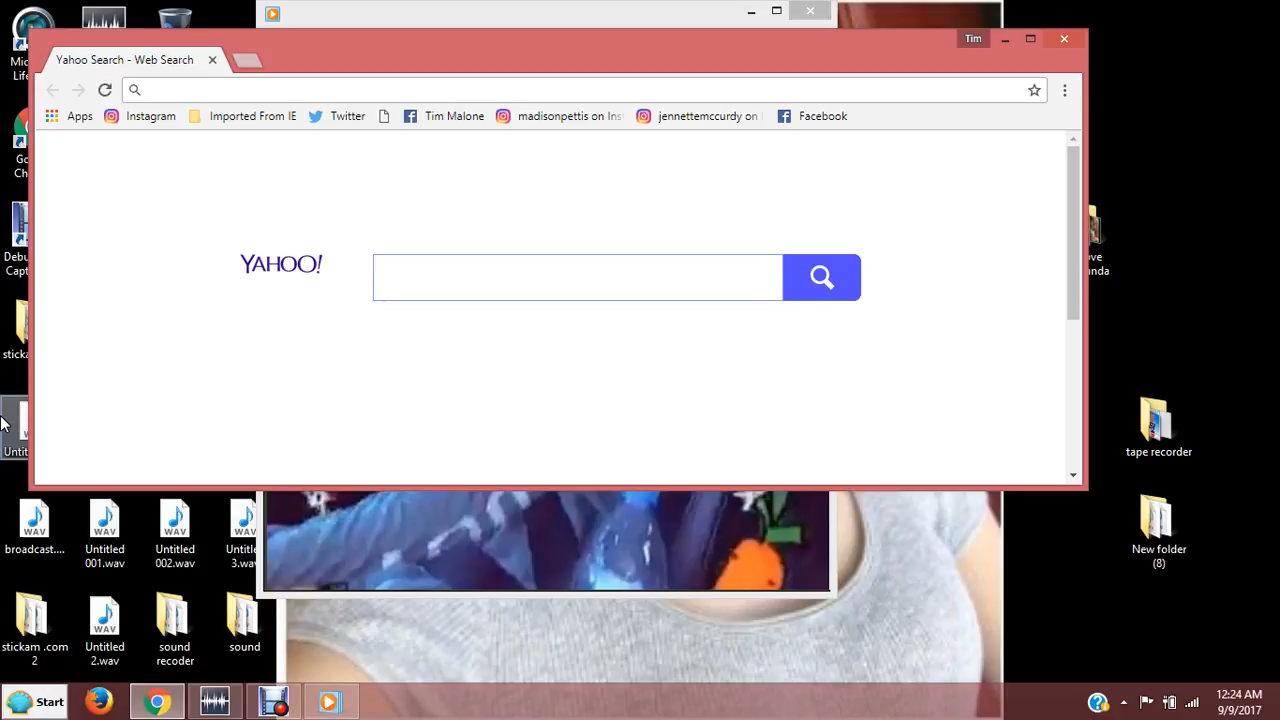 Tim
Yahoo Search - Web Search
Apps Instagram Imported From IE Twitter Tim Malone madisonpettis on Ins jennettemccurdy on Facebook
YAHOO!
tape recorder
New folder
(8)
broadcast....
Untitled
001.wav
Untitled
002.wav
stickam .com
2
Untitled
2.wav
sound
recoder
sound
Start
12:24 AM
9/9/2017